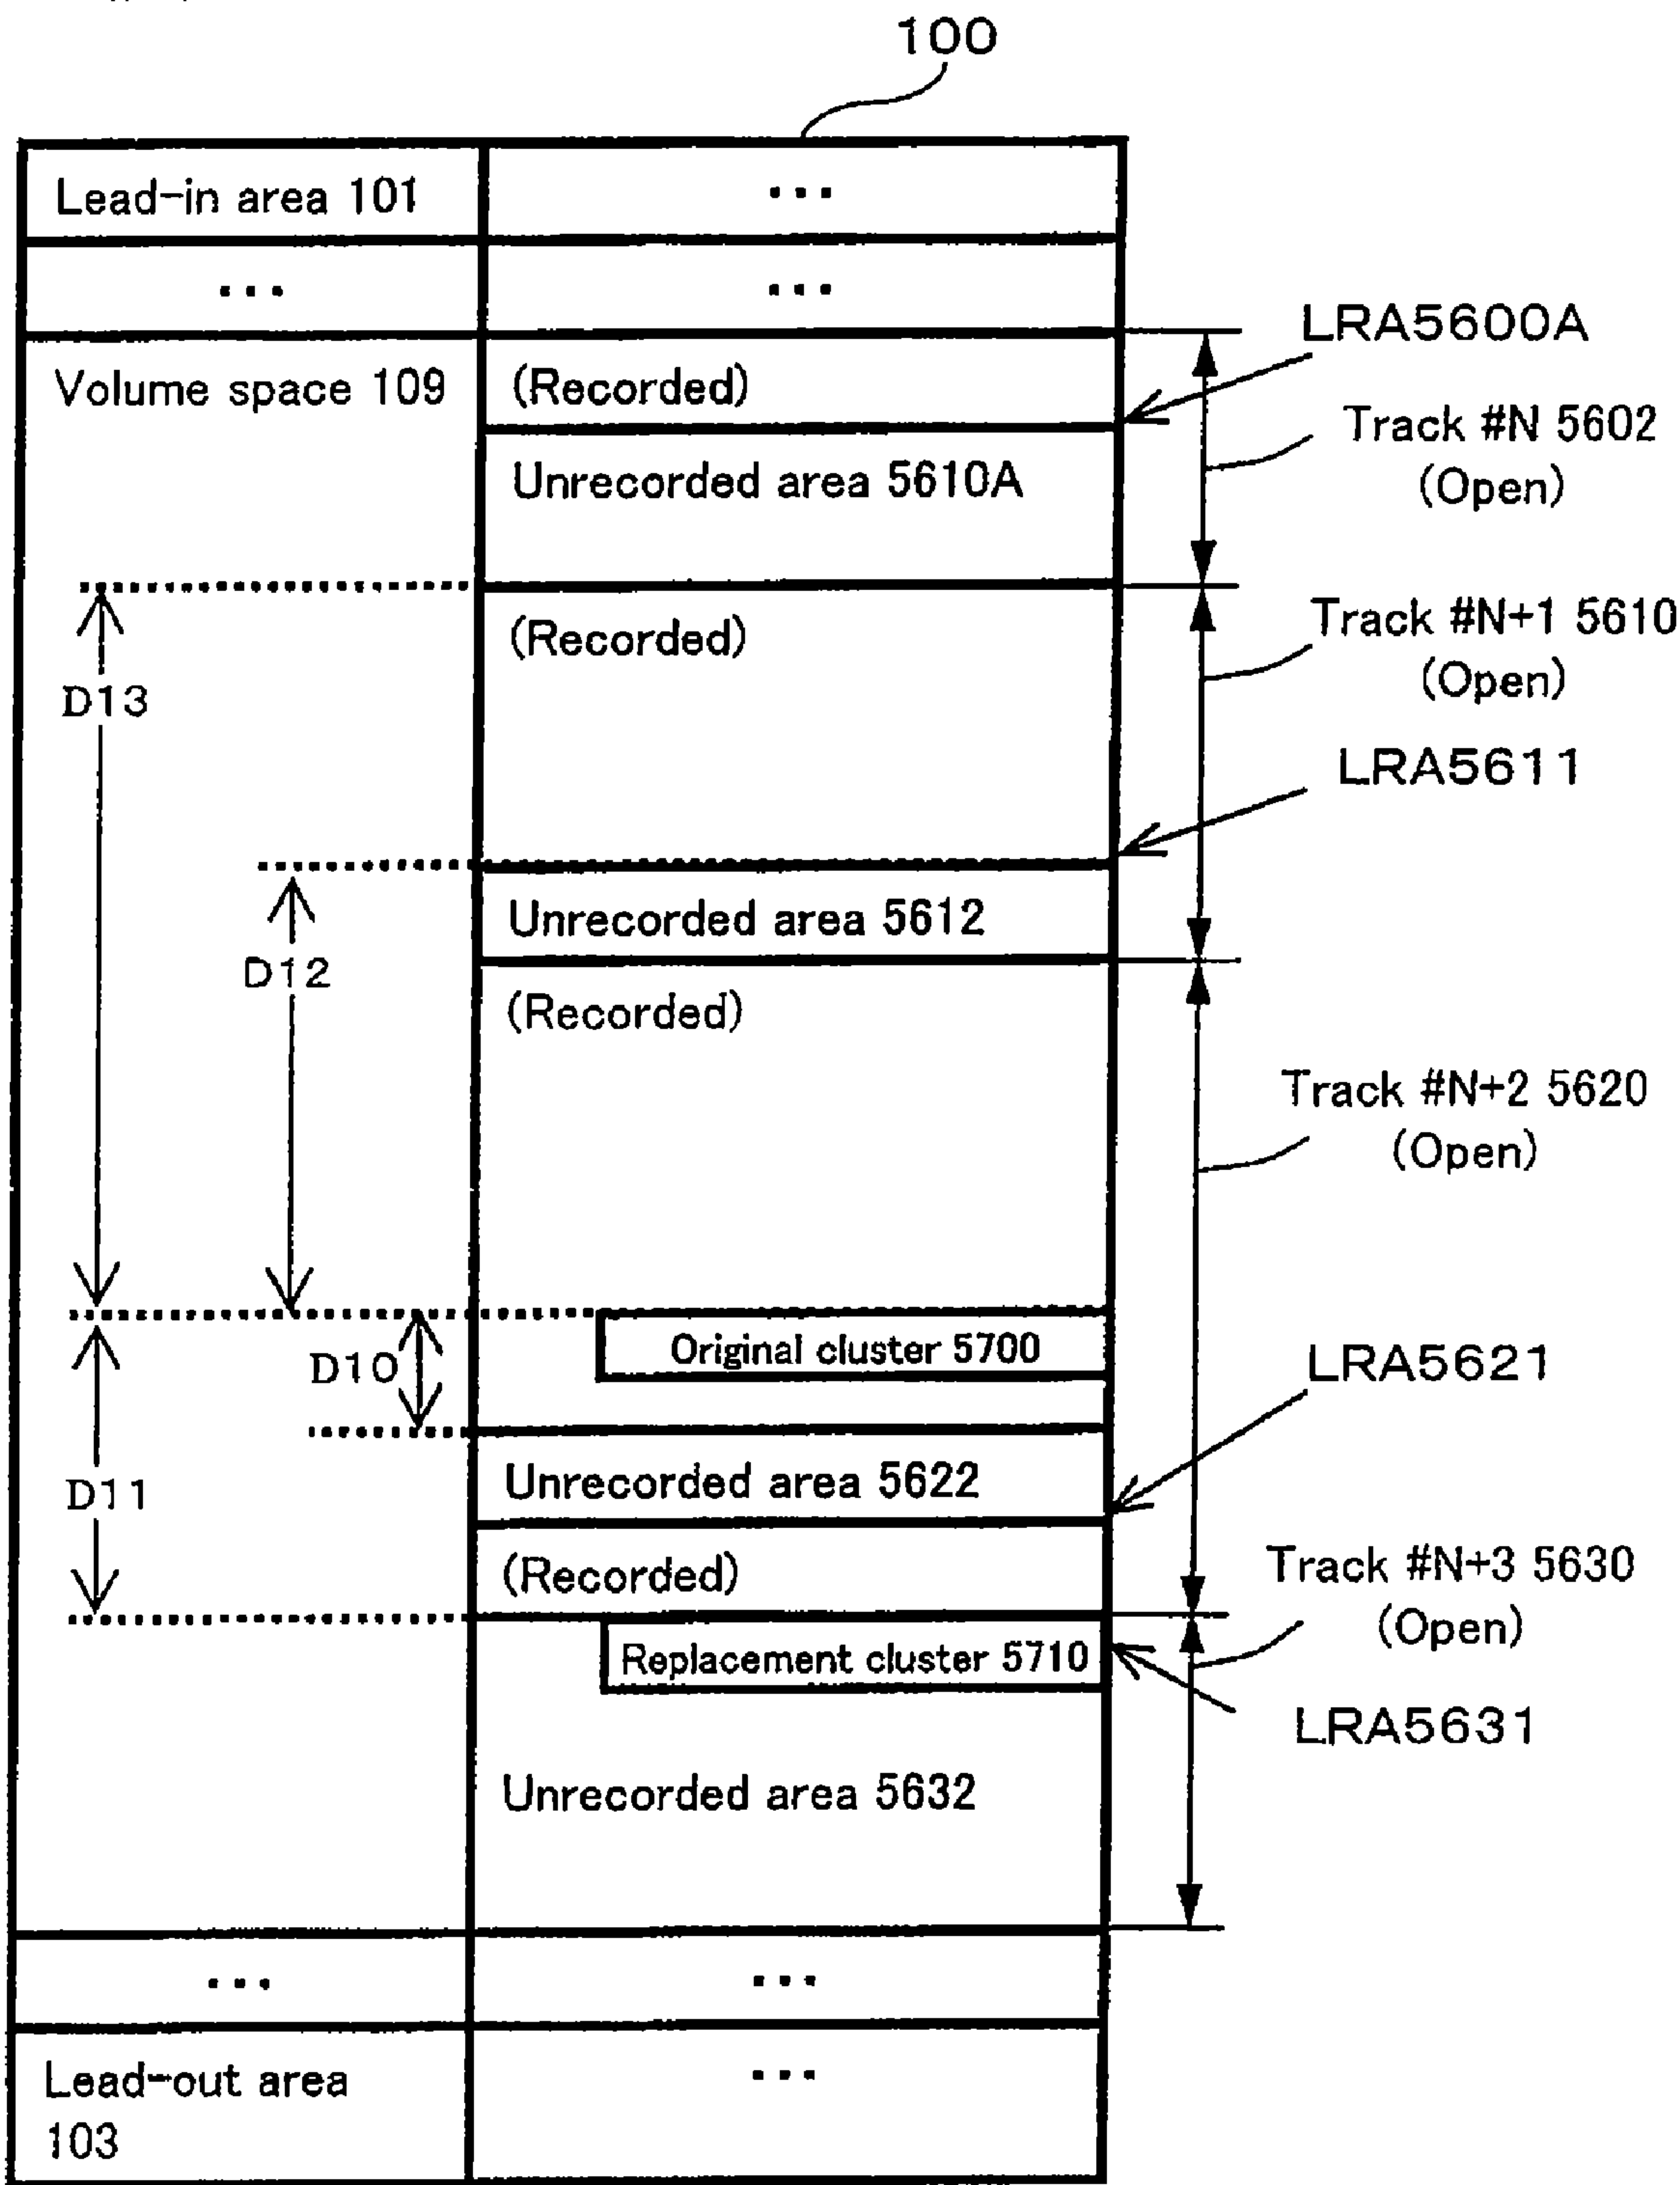 100
Lead-in area 101
...
...
...
LRA5600A
Volume space 109
(Recorded)
Track #N 5602
(Open)
Unrecorded area 5610A
Track #N+1 5610
(Open)
(Recorded)
D13
LRA5611
Unrecorded area 5612
D12
(Recorded)
Track #N+2 5620
(Open)
Original cluster 5700
D10
LRA5621
Unrecorded area 5622
D11
(Recorded)
Track #N+3 5630
(Open)
Replacement cluster 5710
LRA5631
Unrecorded area 5632
...
...
Lead-out area
103
...